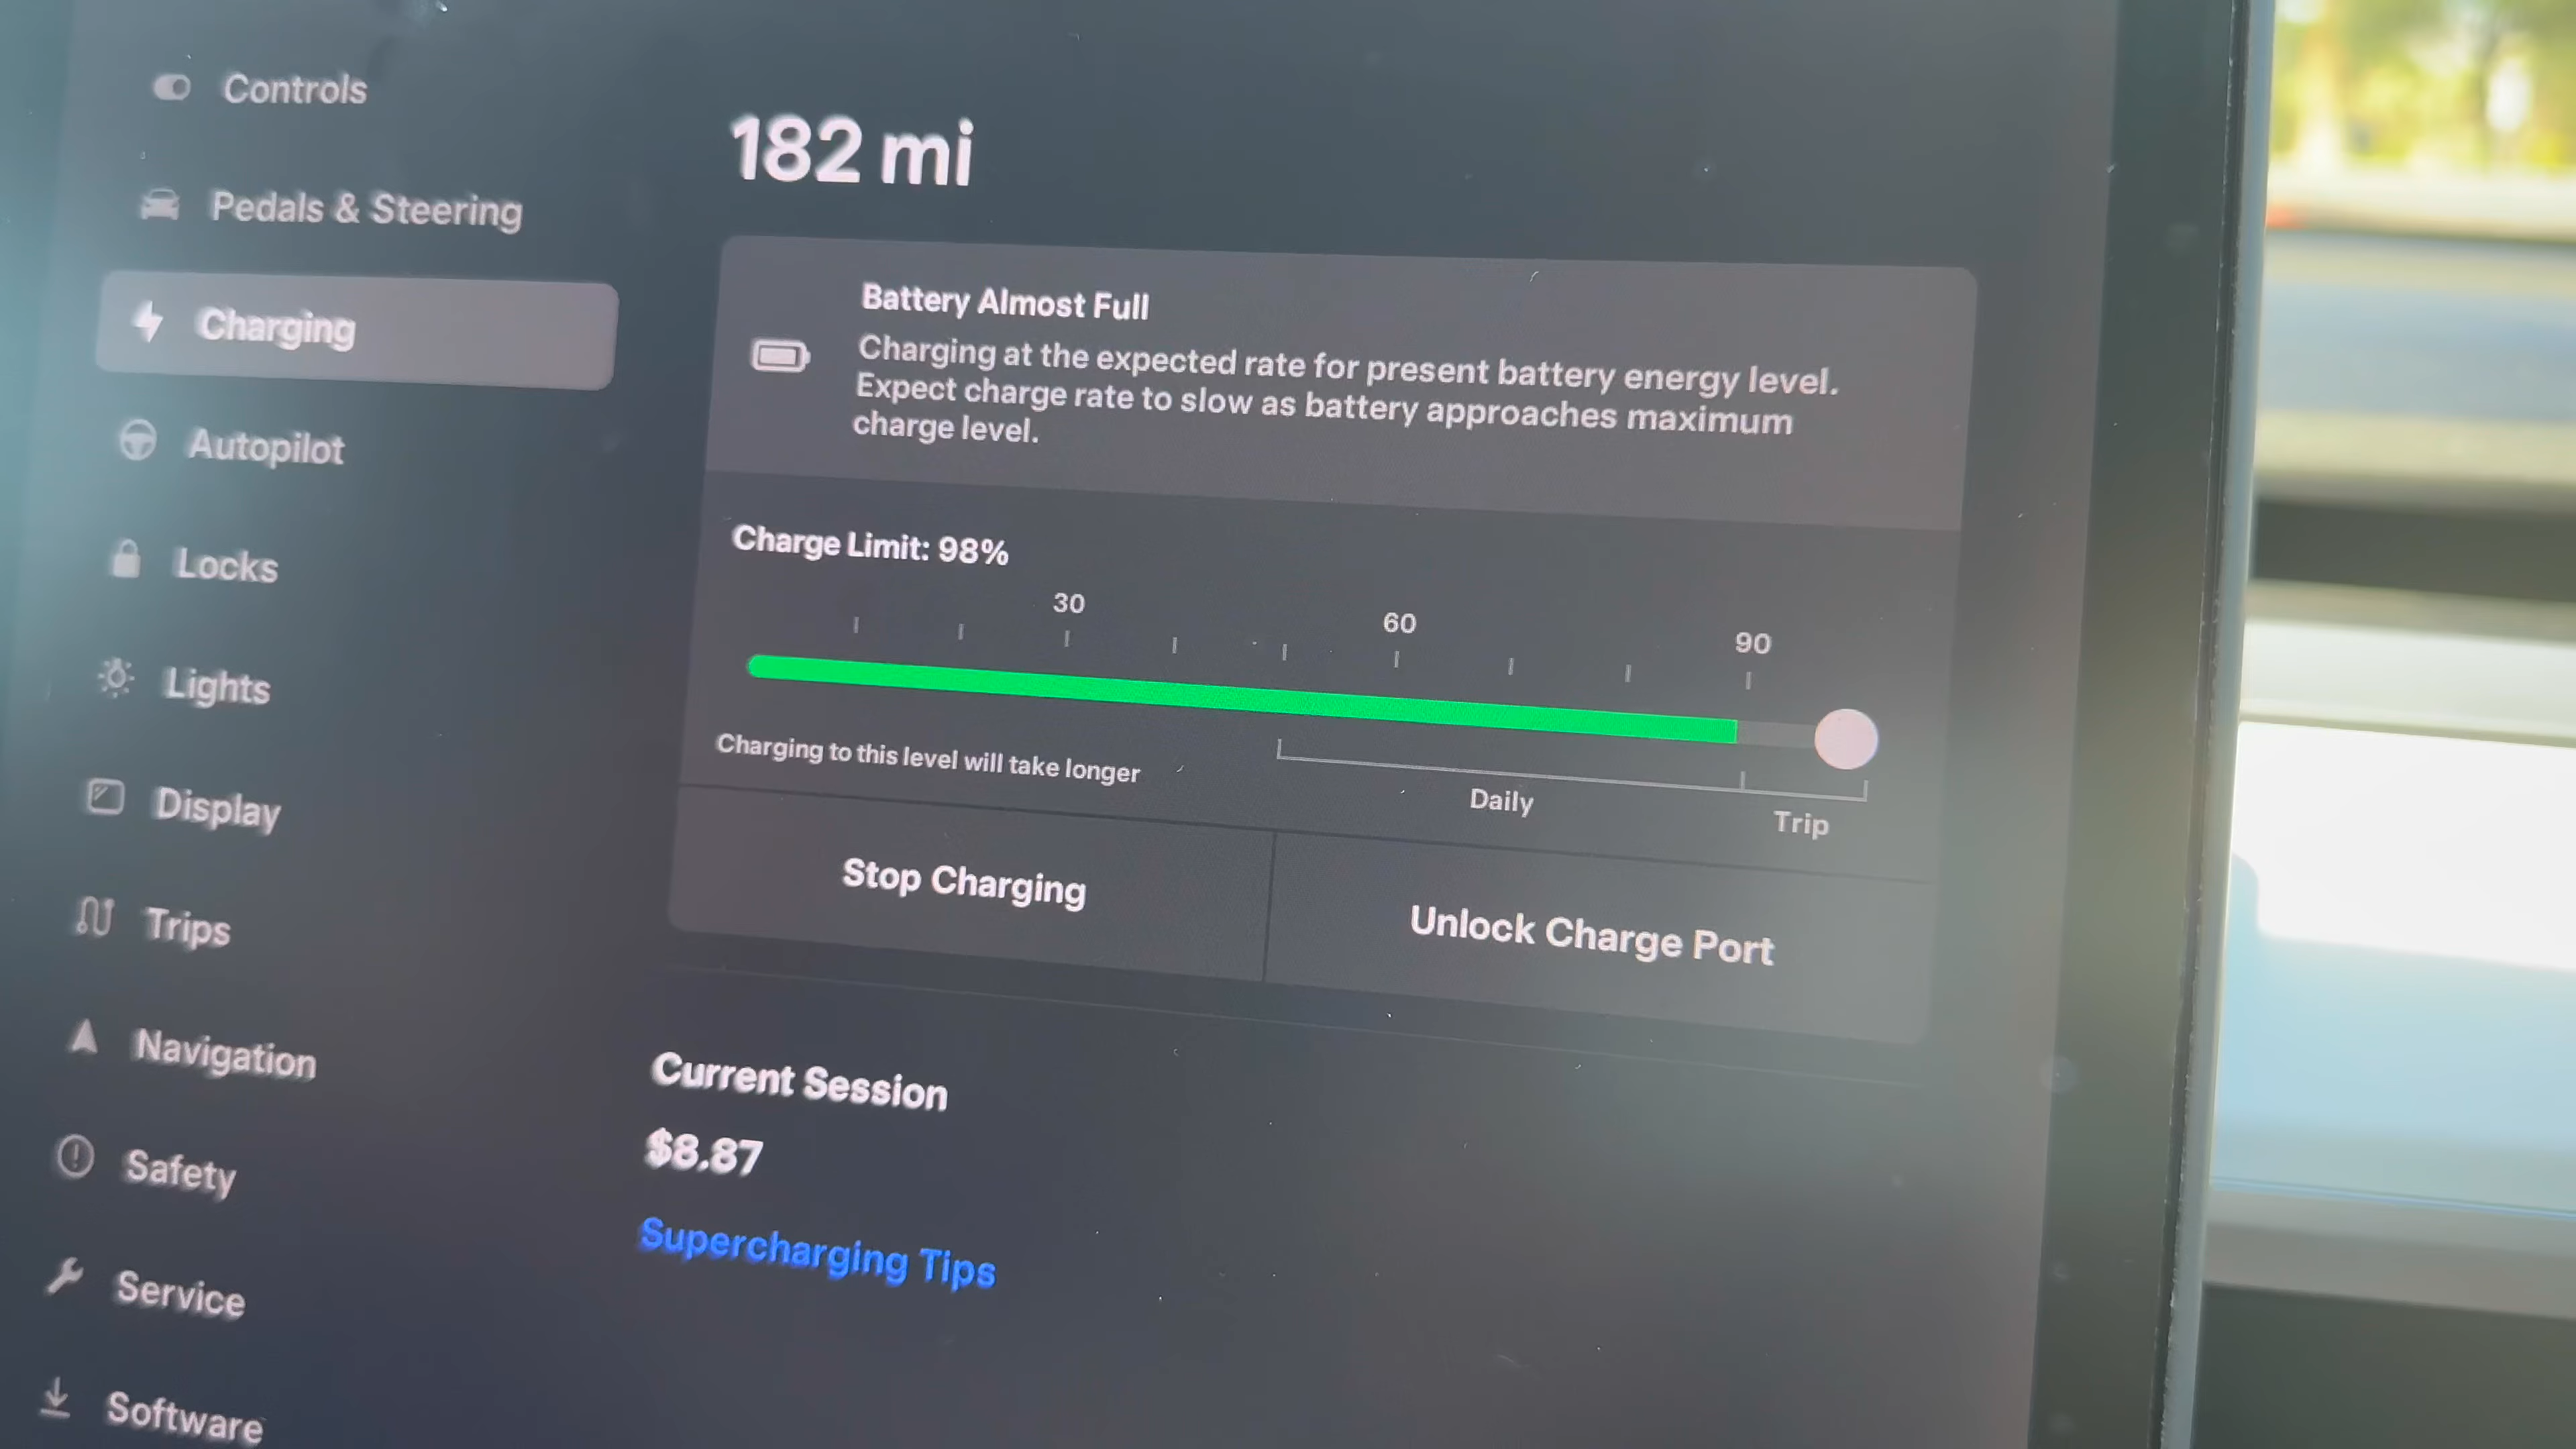 Controls
Pedals & Steering
Charging
Autopilot
Locks
Lights
Display
Trips
Navigation
Safety
Service
Software
182 mi
Battery Almost Full
Charging at the expected rate for present battery energy level.
Expect charge rate to slow as battery approaches maximum
charge level.
Charge Limit: 98%
30
60
90
Charging to this level will take longer
Daily
Trip
Stop Charging
Unlock Charge Port
Current Session
$8.87
Supercharging Tips